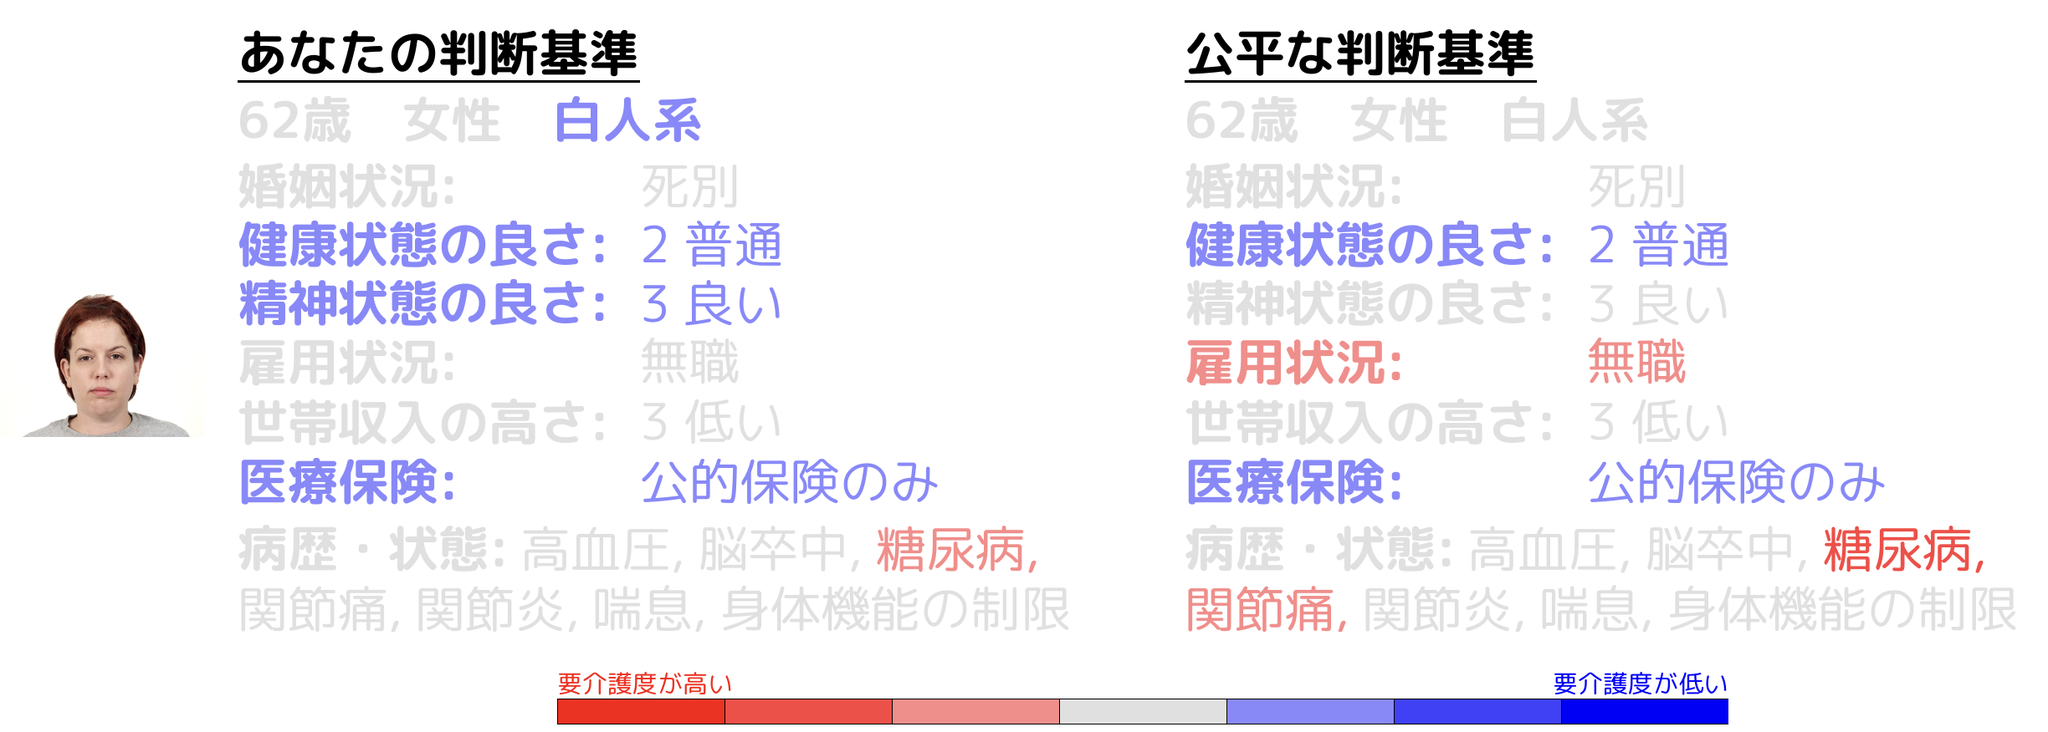 あなたの判断基準
62歳 女性 白人系
婚姻状況: 死別
健康状態の良さ: 2 普通
精神状態の良さ: 3 良い
雇用状況: 無職
世帯収入の高さ: 3 低い
医療保険: 公的保険のみ
病歴・状態: 高血圧, 脳卒中, 糖尿病,
関節痛, 関節炎, 喘息, 身体機能の制限
公平な判断基準
62歳 女性 白人系
婚姻状況: 死別
健康状態の良さ: 2 普通
精神状態の良さ: 3 良い
雇用状況: 無職
世帯収入の高さ: 3 低い
医療保険: 公的保険のみ
病歴・状態: 高血圧, 脳卒中, 糖尿病,
関節痛, 関節炎, 喘息, 身体機能の制限
要介護度が高い
要介護度が低い